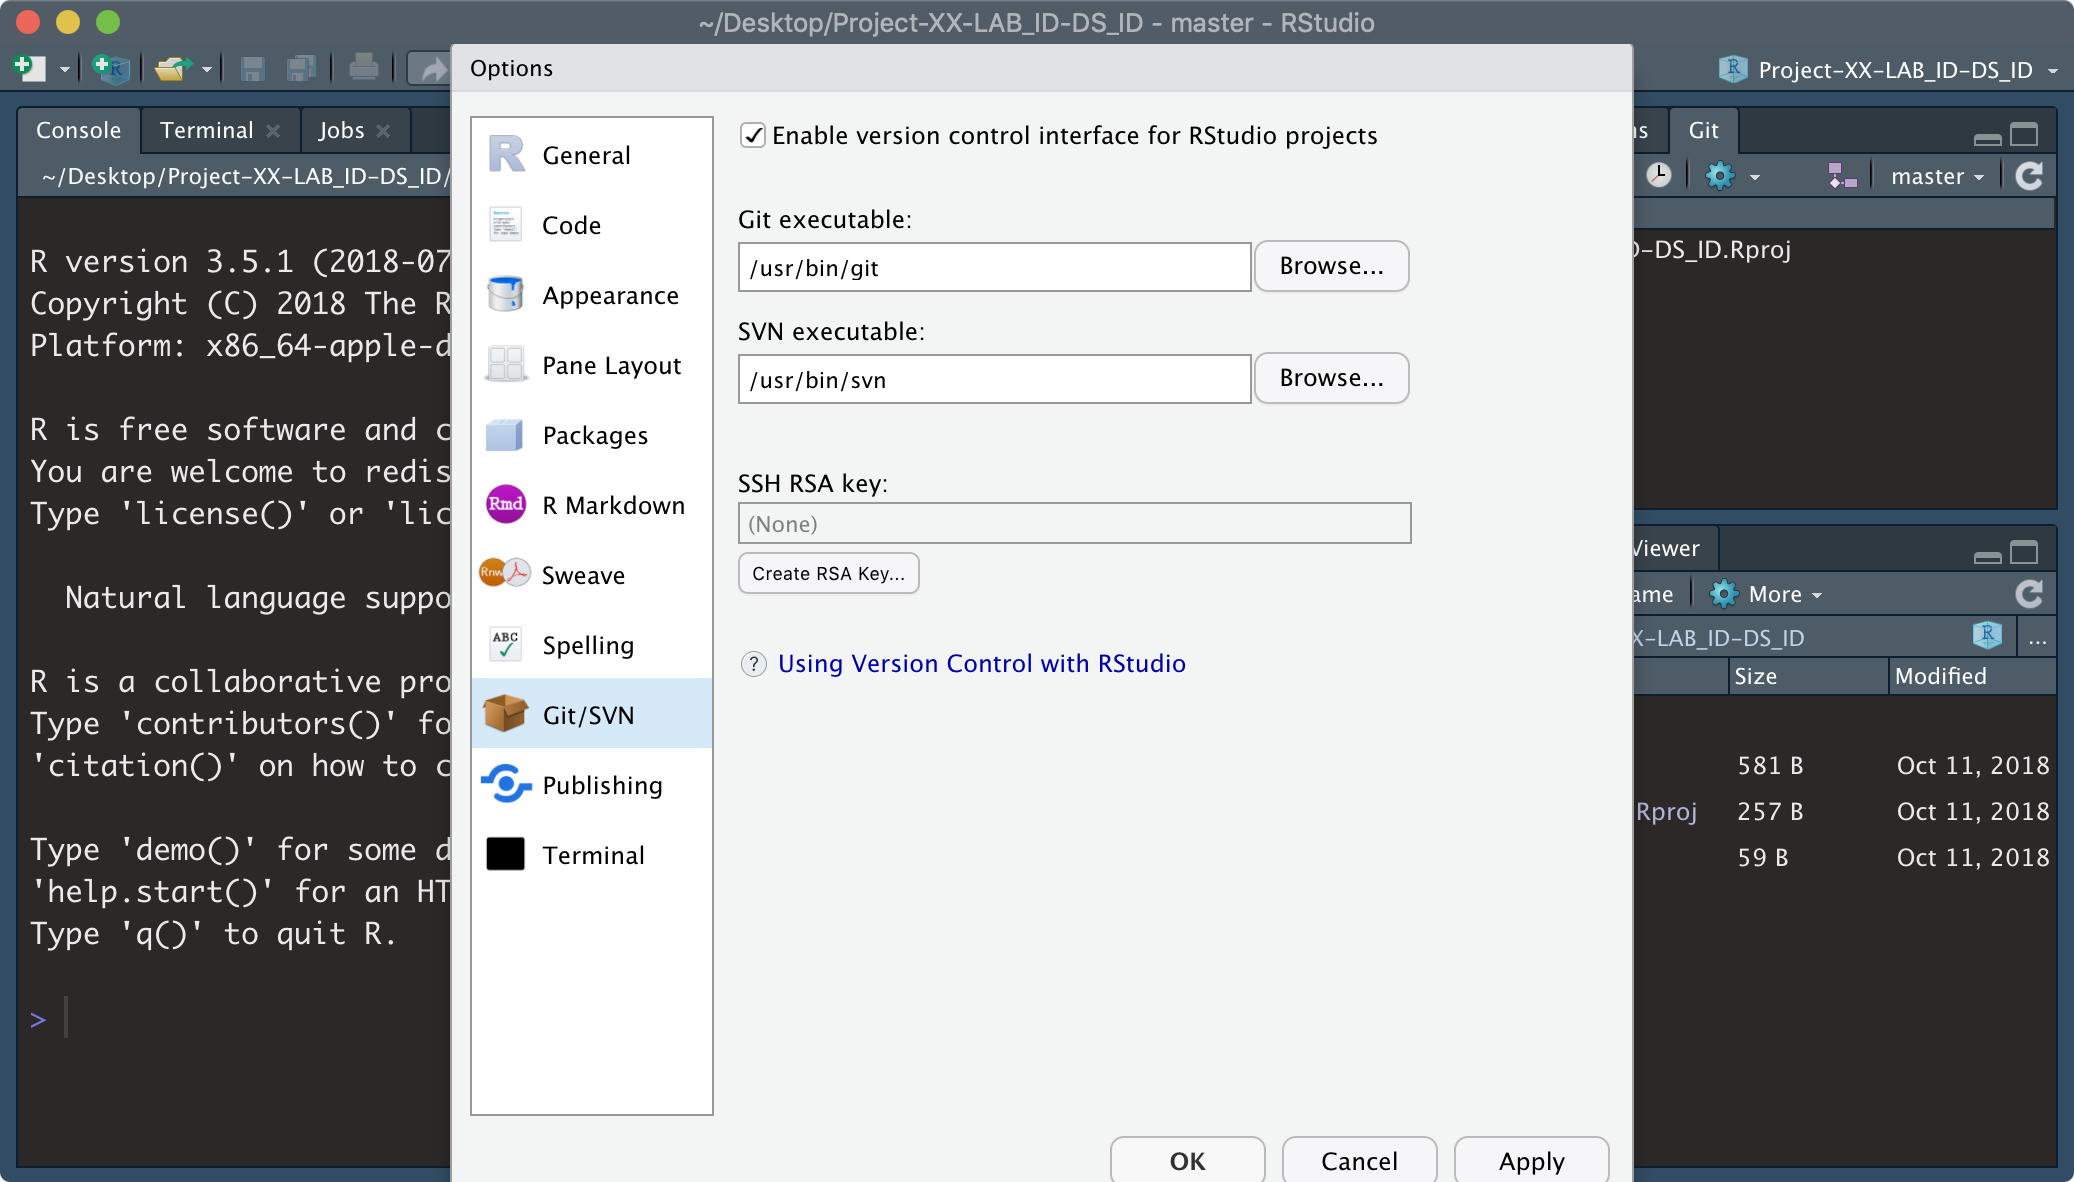 ~/Desktop/Project-XX-LAB_ID-DS_ID - master - RStudio
Project-XX-LAB_ID-DS_ID
Options
Console
Terminal
Jobs
~/Desktop/Project-XX-LAB_ID-DS_ID/
R version 3.5.1 (2018-07
Copyright (C) 2018 The R
Platform: x86_64-apple-d
R is free software and c
You are welcome to redis
Type 'license()' or 'lic
Natural language suppo
R is a collaborative pro
Type 'contributors()' fo
'citation()' on how to c
Type 'demo()' for some d
'help.start()' for an HT
Type 'q()' to quit R.
>
General
Code
Appearance
Pane Layout
Packages
Rmd
R Markdown
Rnw
Sweave
ABC
Spelling
Git/SVN
Publishing
Terminal
Enable version control interface for RStudio projects
Git executable:
/usr/bin/git
Browse...
SVN executable:
/usr/bin/svn
Browse...
SSH RSA key:
(None)
Create RSA Key...
? Using Version Control with RStudio
OK
Cancel
Apply
Git
master
-DS_ID.Rproj
Viewer
ame
More
X-LAB_ID-DS_ID
...
Size
Modified
581 B
Oct 11, 2018
Rproj
257 B
Oct 11, 2018
59 B
Oct 11, 2018